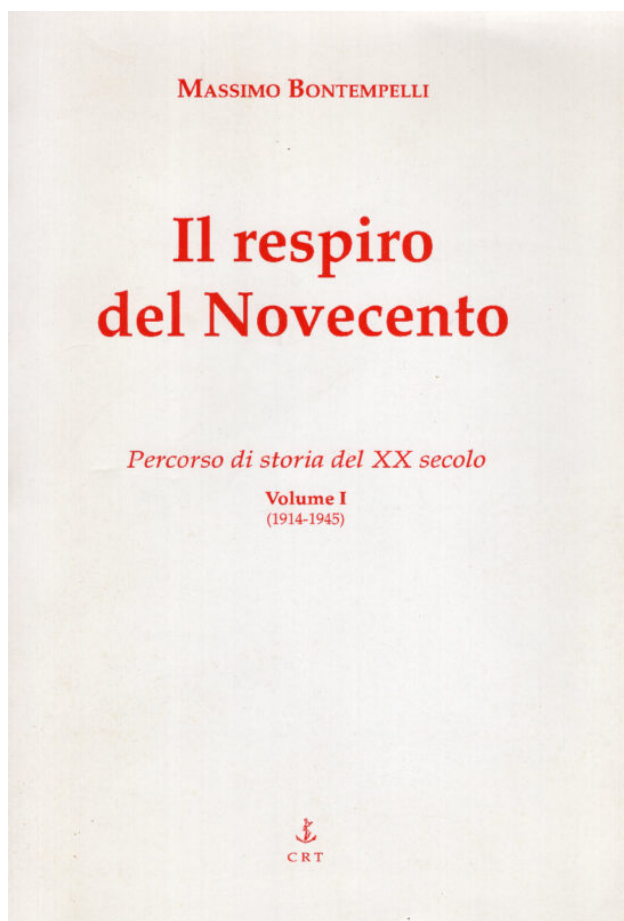 MASSIMO BONTEMPELLI
Il respiro
del Novecento
Percorso di storia del XX secolo
Volume I
(1914-1945)
CRT